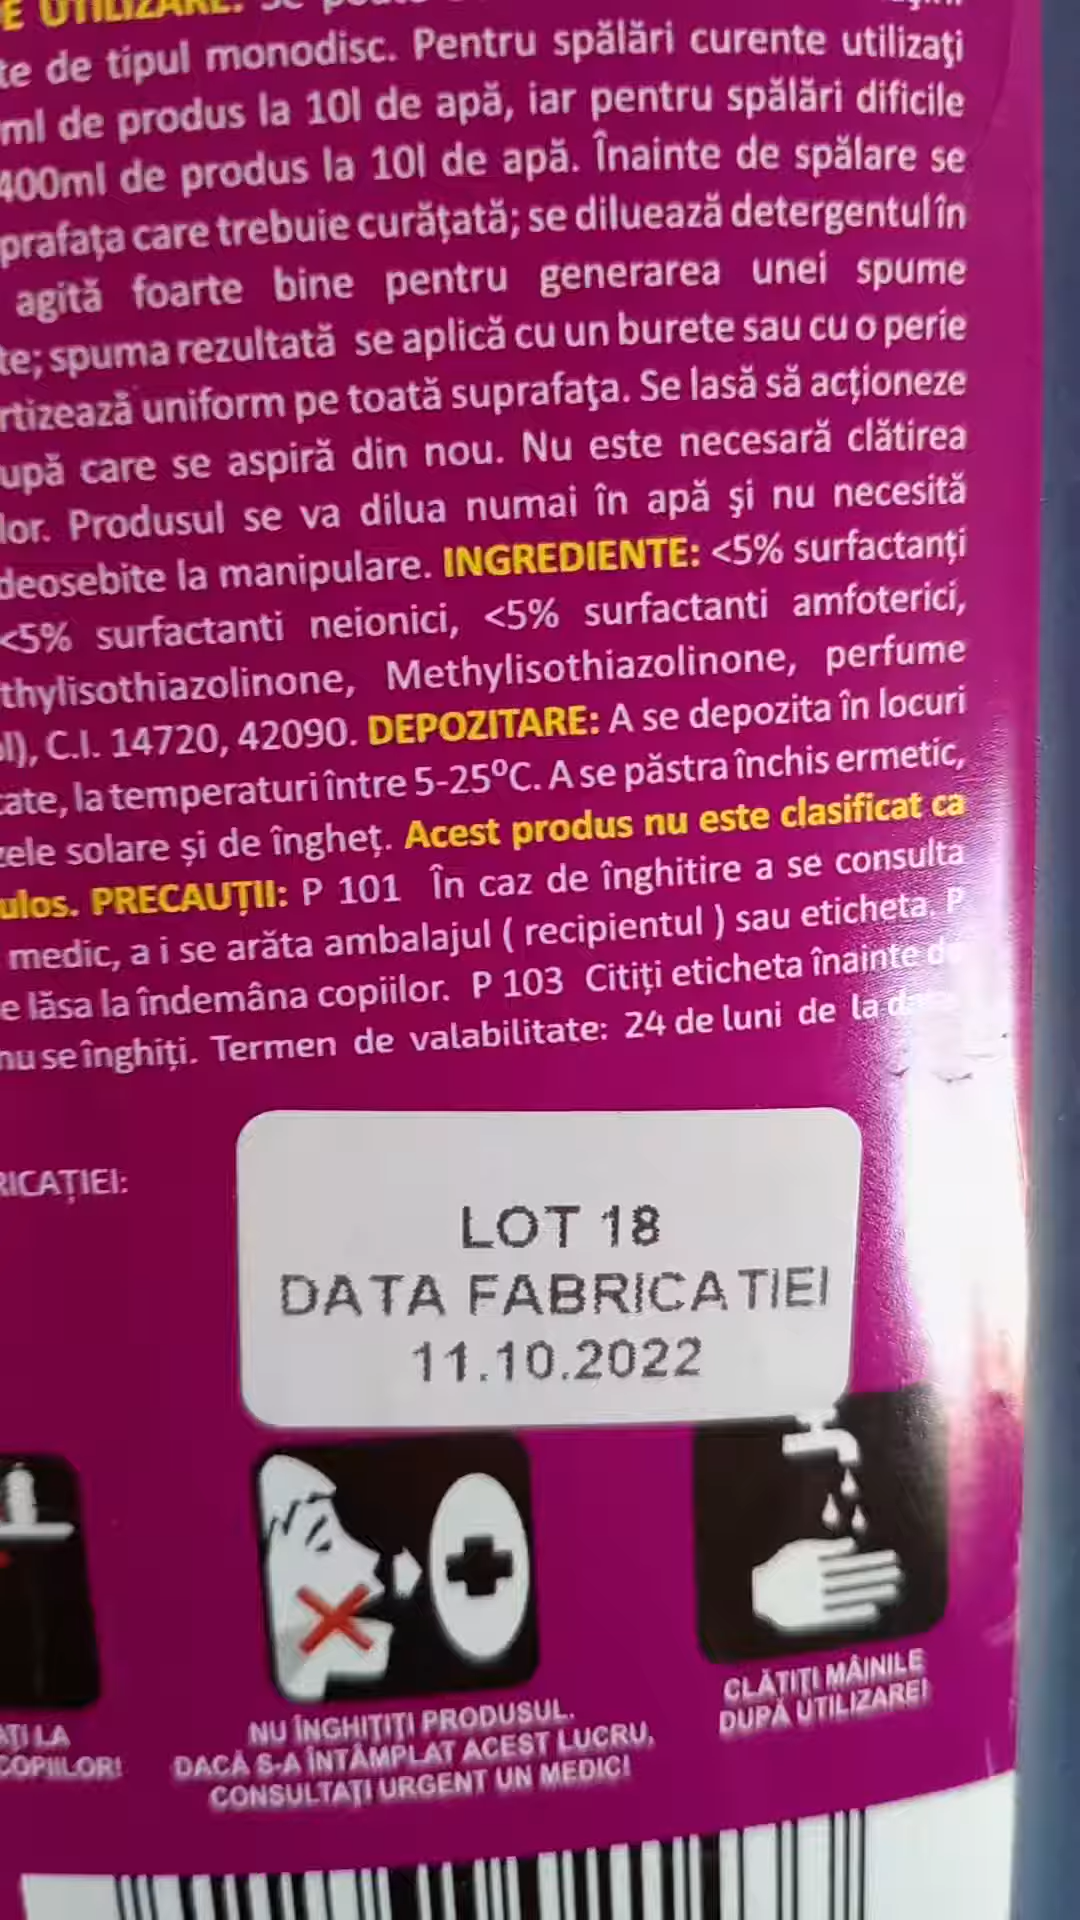 E UTILIZARE:
te de tipul monodisc. Pentru spălări curente utilizați
ml de produs la 10l de apă, iar pentru spălări dificile
400ml de produs la 10l de apă. Înainte de spălare se
prafața care trebuie curățată; se diluează detergentul în
agită foarte bine pentru generarea unei spume
te; spuma rezultată se aplică cu un burete sau cu o perie
rtizează uniform pe toată suprafaţa. Se lasă să acționeze
upă care se aspiră din nou. Nu este necesară clătirea
lor. Produsul se va dilua numai în apă şi nu necesită
deosebite la manipulare. INGREDIENTE: <5% surfactanți
<5% surfactanti neionici, <5% surfactanti amfoterici,
thylisothiazolinone, Methylisothiazolinone, perfume
ol), C.I. 14720, 42090. DEPOZITARE: A se depozita în locuri
cate, la temperaturi între 5-25°C. A se păstra închis ermetic,
zele solare și de îngheț. Acest produs nu este clasificat ca
ulos. PRECAUȚII: P 101 În caz de înghitire a se consulta
medic, a i se arăta ambalajul ( recipientul ) sau eticheta. P
e lăsa la îndemâna copiilor. P 103 Citiți eticheta înainte de
nu se înghiți. Termen de valabilitate: 24 de luni de la
RICAȚIEI:
LOT 18
DATA FABRICATIEI
11.10.2022
AȚI LA
COPIILOR!
NU ÎNGHIȚIȚI PRODUSUL.
DACĂ S-A ÎNTÂMPLAT ACEST LUCRU,
CONSULTAȚI URGENT UN MEDIC!
CLĂTIȚI MÂINILE
DUPĂ UTILIZARE!